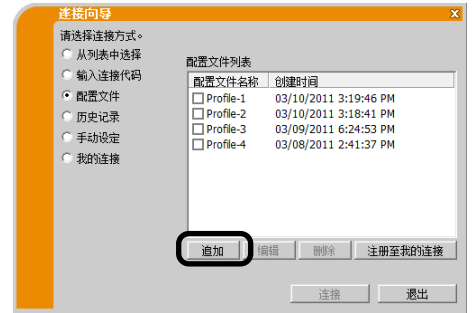 连接向导
请选择连接方式。
从列表中选择
输入连接代码
配置文件
历史记录
手动设定
我的连接
配置文件列表
配置文件名称 创建时间
Profile-1 03/10/2011 3:19:46 PM
Profile-2 03/10/2011 3:18:41 PM
Profile-3 03/09/2011 6:24:53 PM
Profile-4 03/08/2011 2:41:37 PM
追加 编辑 删除 注册至我的连接
连接 退出